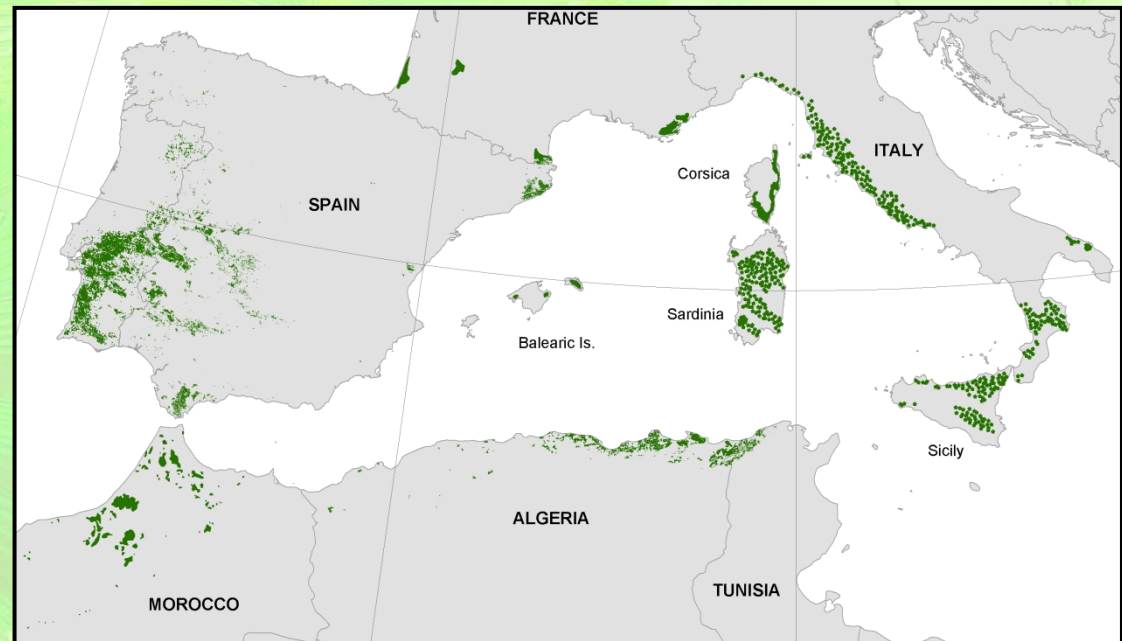 FRANCE
Corsica
ITALY
SPAIN
Sardinia
Balearic Is.
Sicily
ALGERIA
TUNISIA
MOROCCO